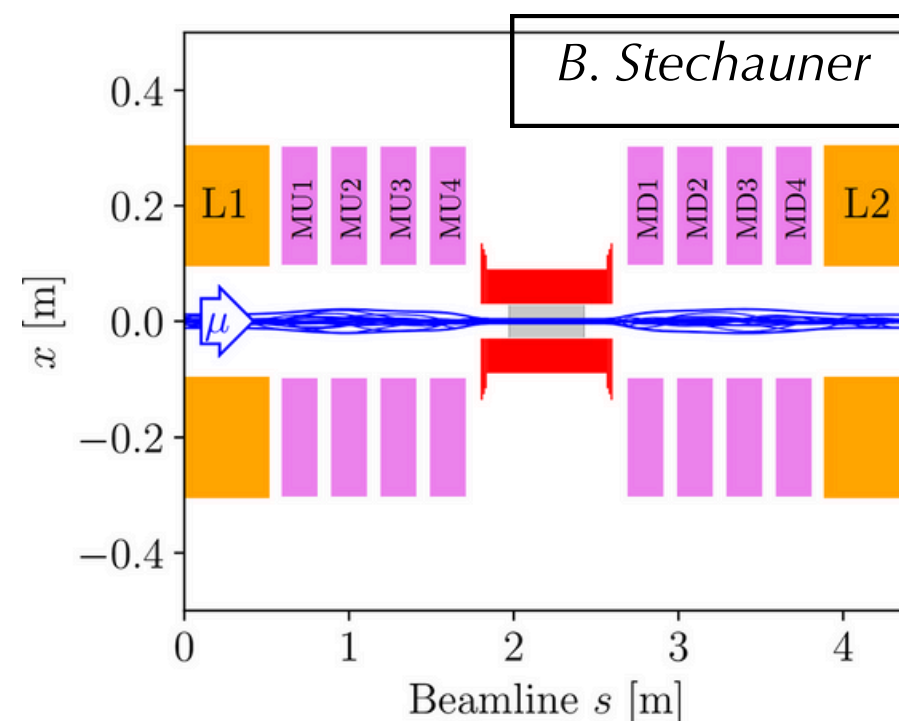 B. Stechauner
0.4
0.2
0.0
−0.2
−0.4
x [m]
L1
MU1
MU2
MU3
MU4
MD1
MD2
MD3
MD4
L2
μ
0 1 2 3 4
Beamline s [m]